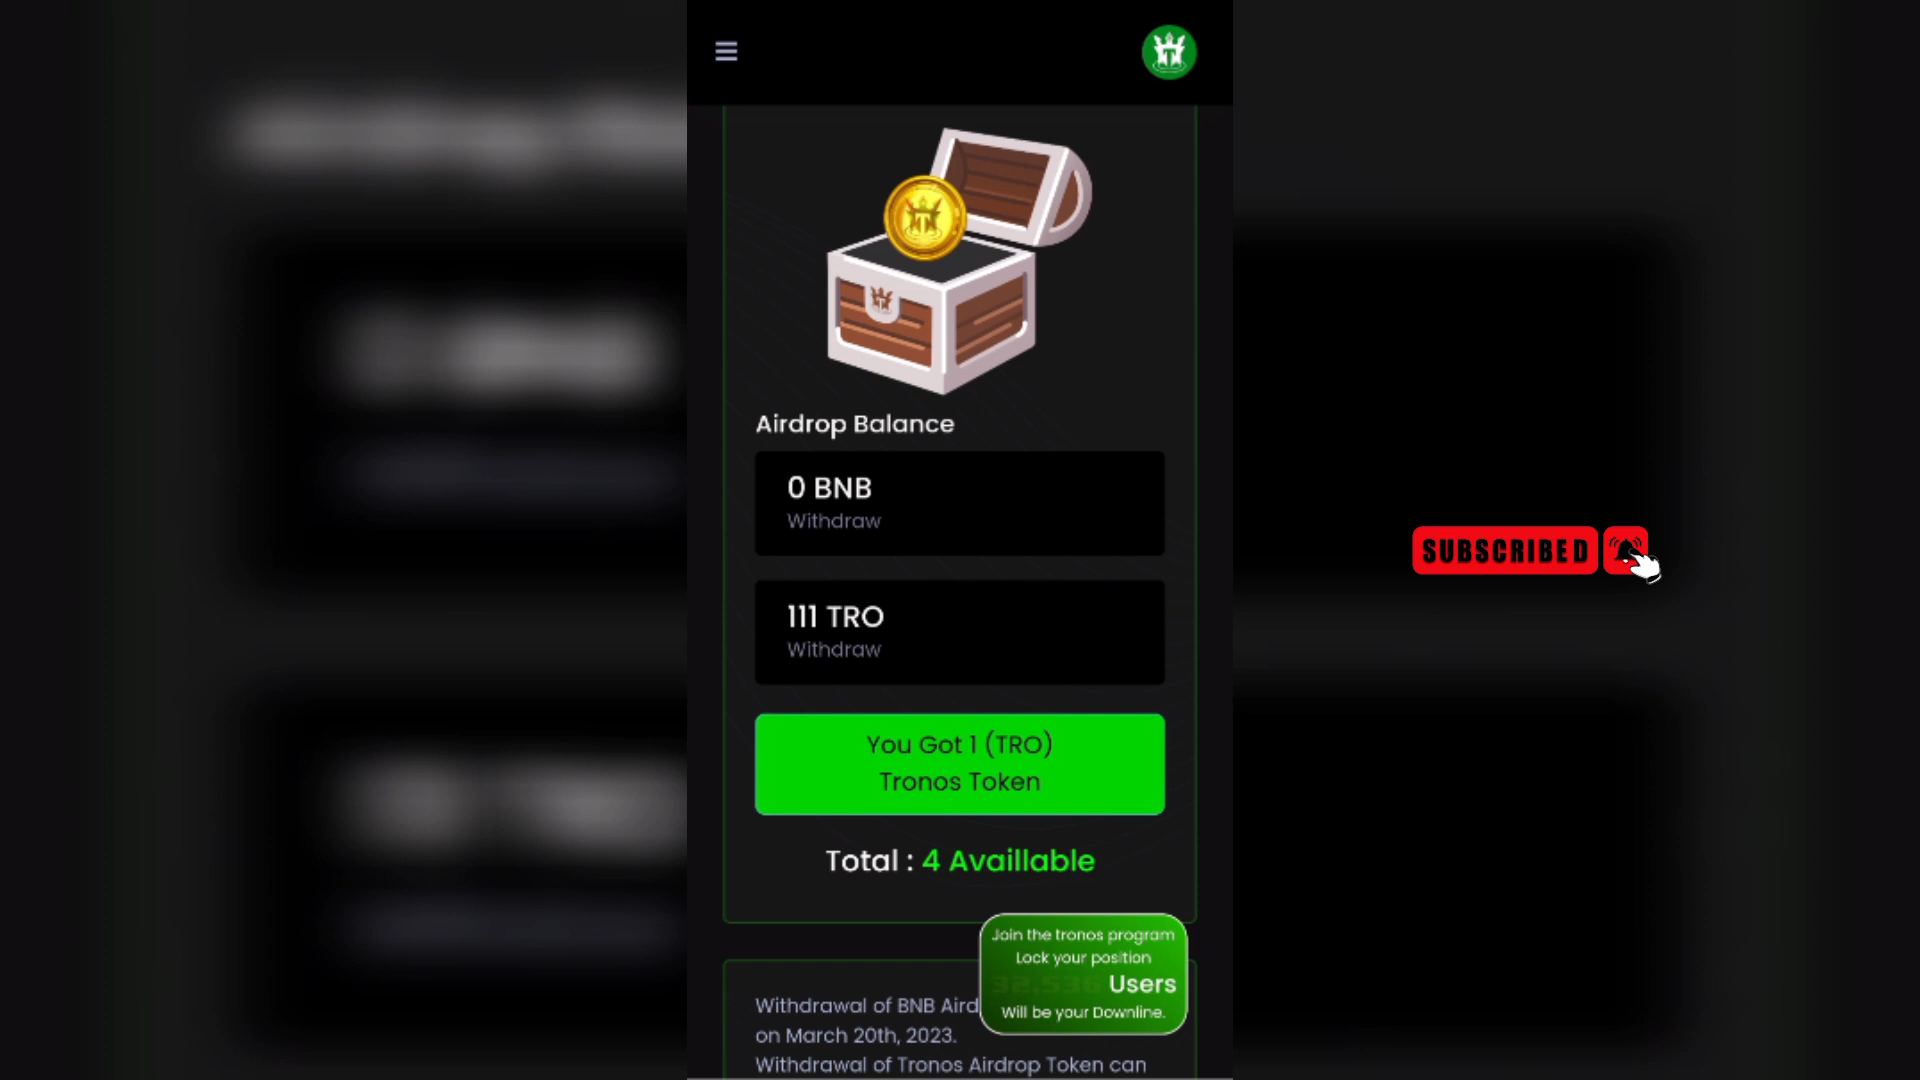 Airdrop Balance
0 BNB
Withdraw
111 TRO
Withdraw
SUBSCRIBED
You Got 1 (TRO)
Tronos Token
Total : 4 Availlable
Join the tronos program
Lock your position
Users
Will be your Downline.
Withdrawal of BNB Aird
on March 20th, 2023.
Withdrawal of Tronos Airdrop Token can